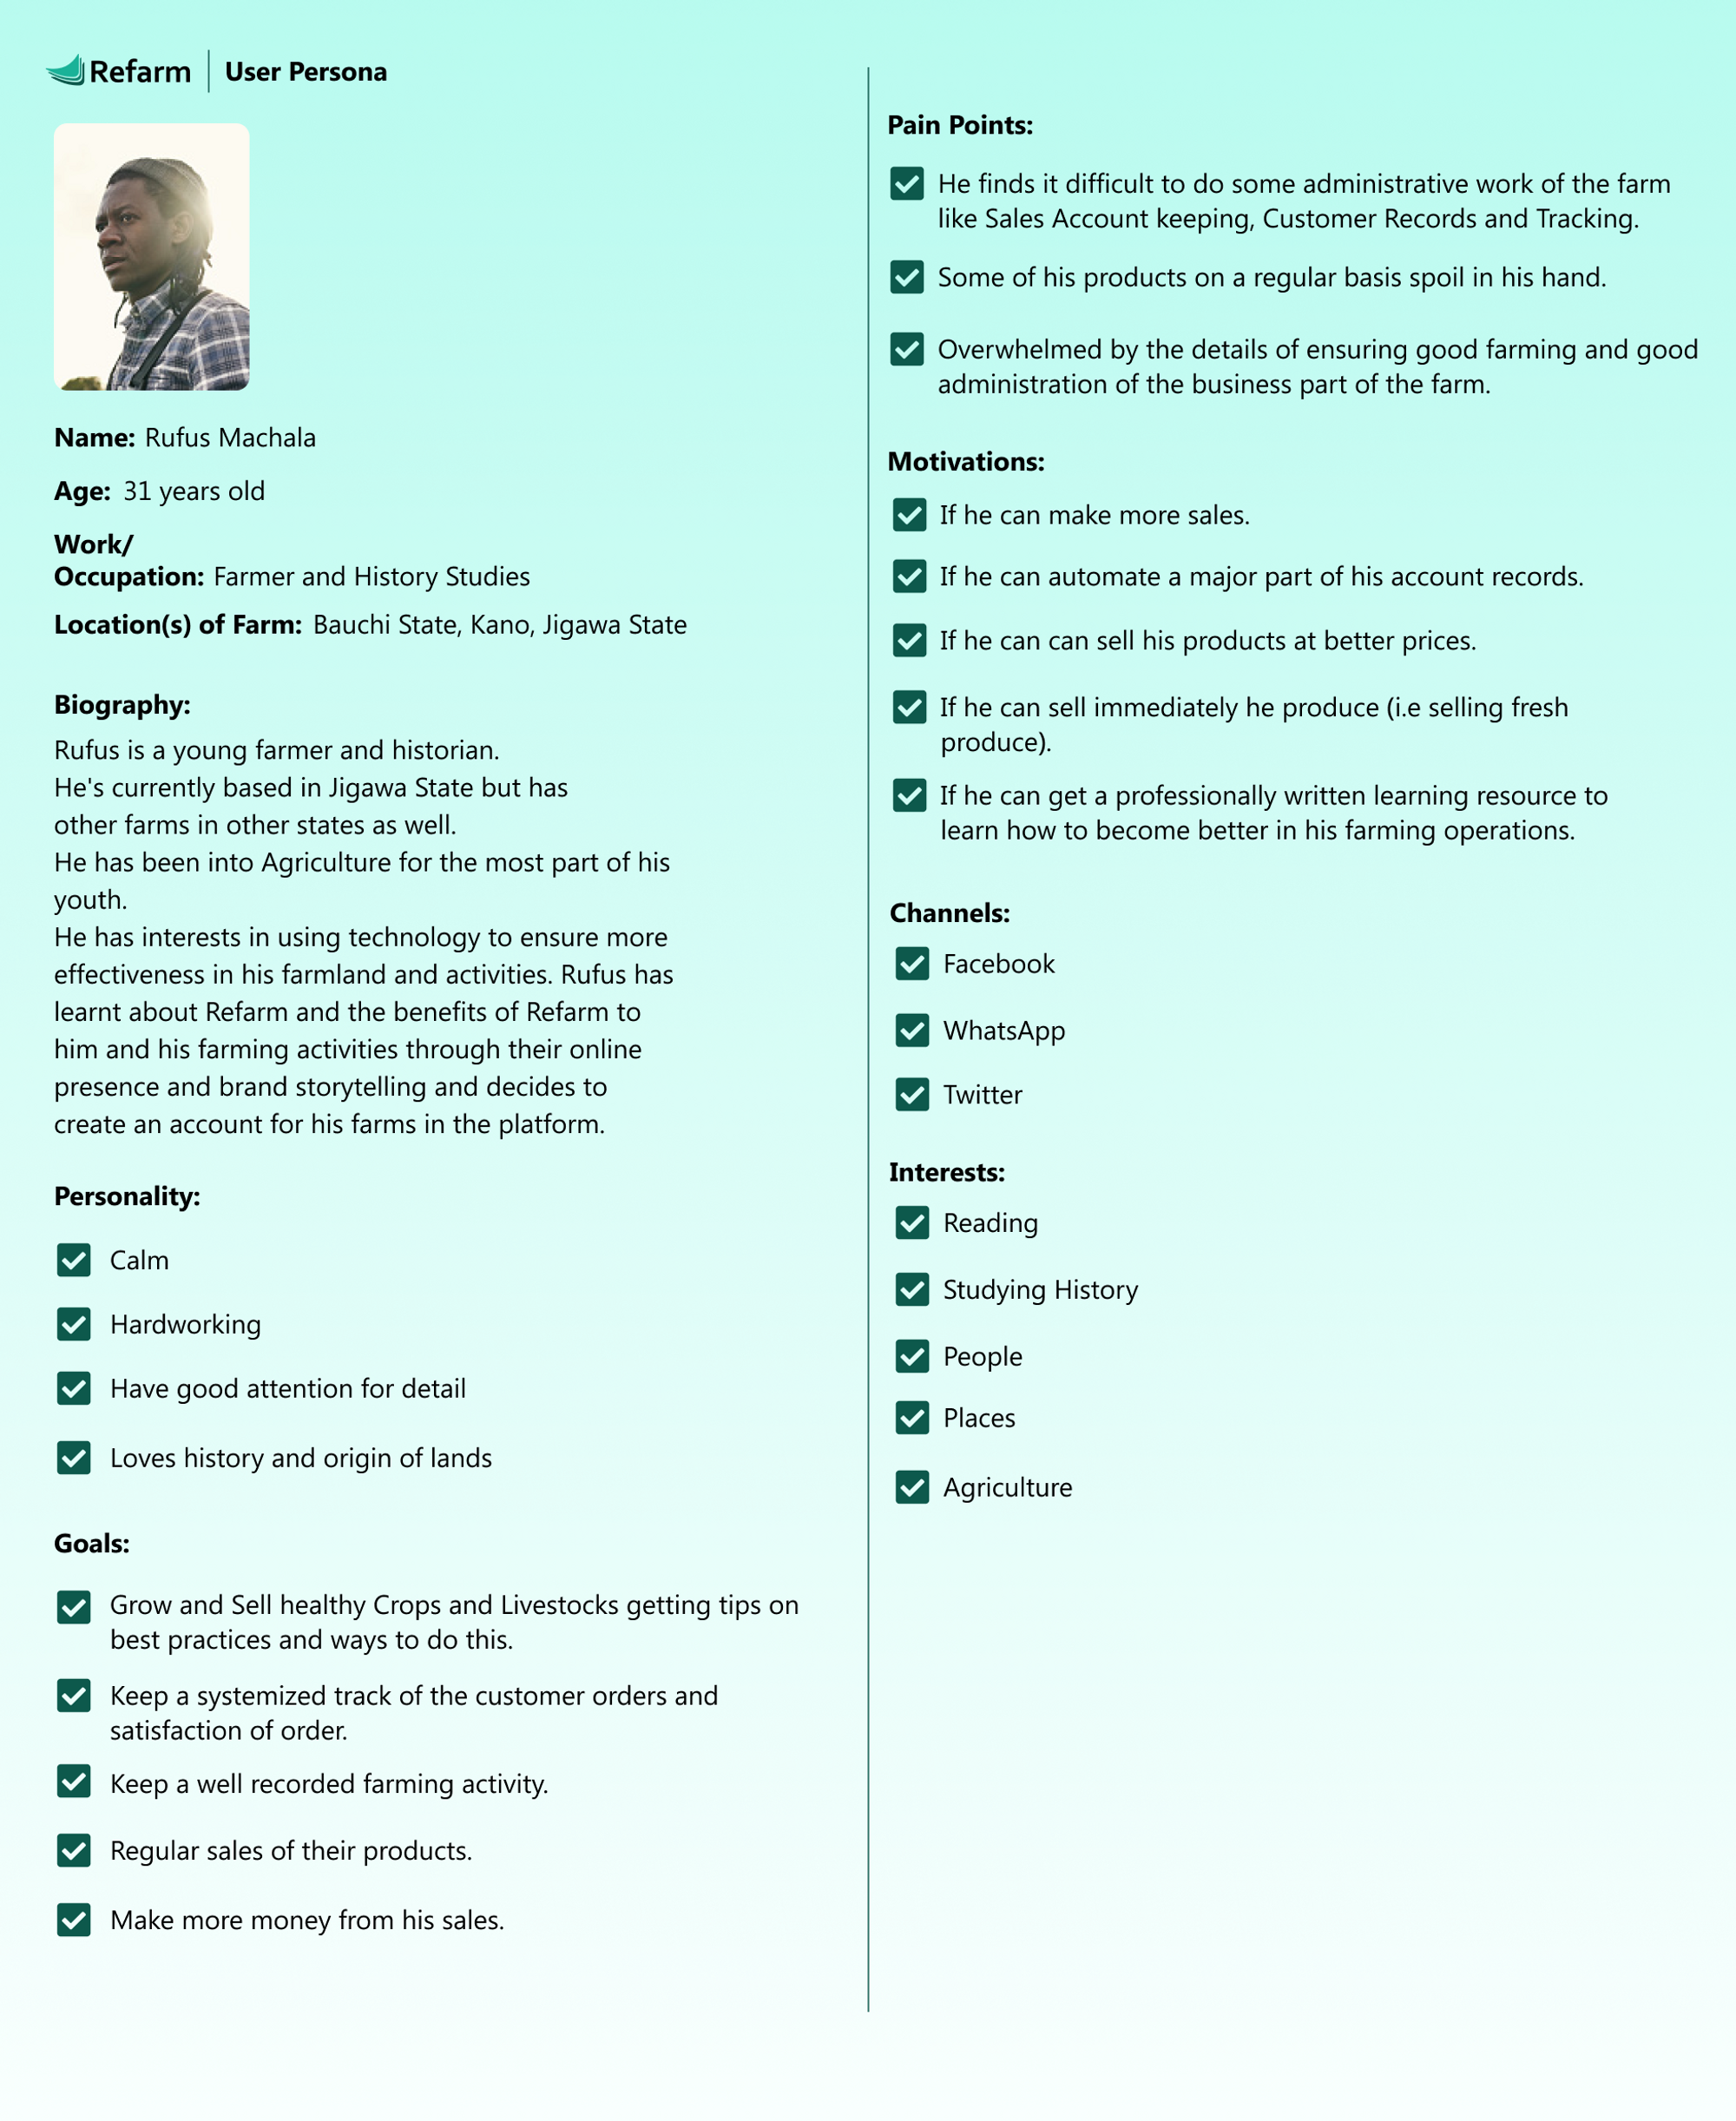 Refarm
User Persona
Name: Rufus Machala
Age: 31 years old
Work/
Occupation: Farmer and History Studies
Location(s) of Farm: Bauchi State, Kano, Jigawa State
Biography:
Rufus is a young farmer and historian.
He's currently based in Jigawa State but has
other farms in other states as well.
He has been into Agriculture for the most part of his
youth.
He has interests in using technology to ensure more
effectiveness in his farmland and activities. Rufus has
learnt about Refarm and the benefits of Refarm to
him and his farming activities through their online
presence and brand storytelling and decides to
create an account for his farms in the platform.
Personality:
Calm
Hardworking
Have good attention for detail
Loves history and origin of lands
Goals:
Grow and Sell healthy Crops and Livestocks getting tips on
best practices and ways to do this.
Keep a systemized track of the customer orders and
satisfaction of order.
Keep a well recorded farming activity.
Regular sales of their products.
Make more money from his sales.
Pain Points:
He finds it difficult to do some administrative work of the farm
like Sales Account keeping, Customer Records and Tracking.
Some of his products on a regular basis spoil in his hand.
Overwhelmed by the details of ensuring good farming and good
administration of the business part of the farm.
Motivations:
If he can make more sales.
If he can automate a major part of his account records.
If he can can sell his products at better prices.
If he can sell immediately he produce (i.e selling fresh
produce).
If he can get a professionally written learning resource to
learn how to become better in his farming operations.
Channels:
Facebook
WhatsApp
Twitter
Interests:
Reading
Studying History
People
Places
Agriculture